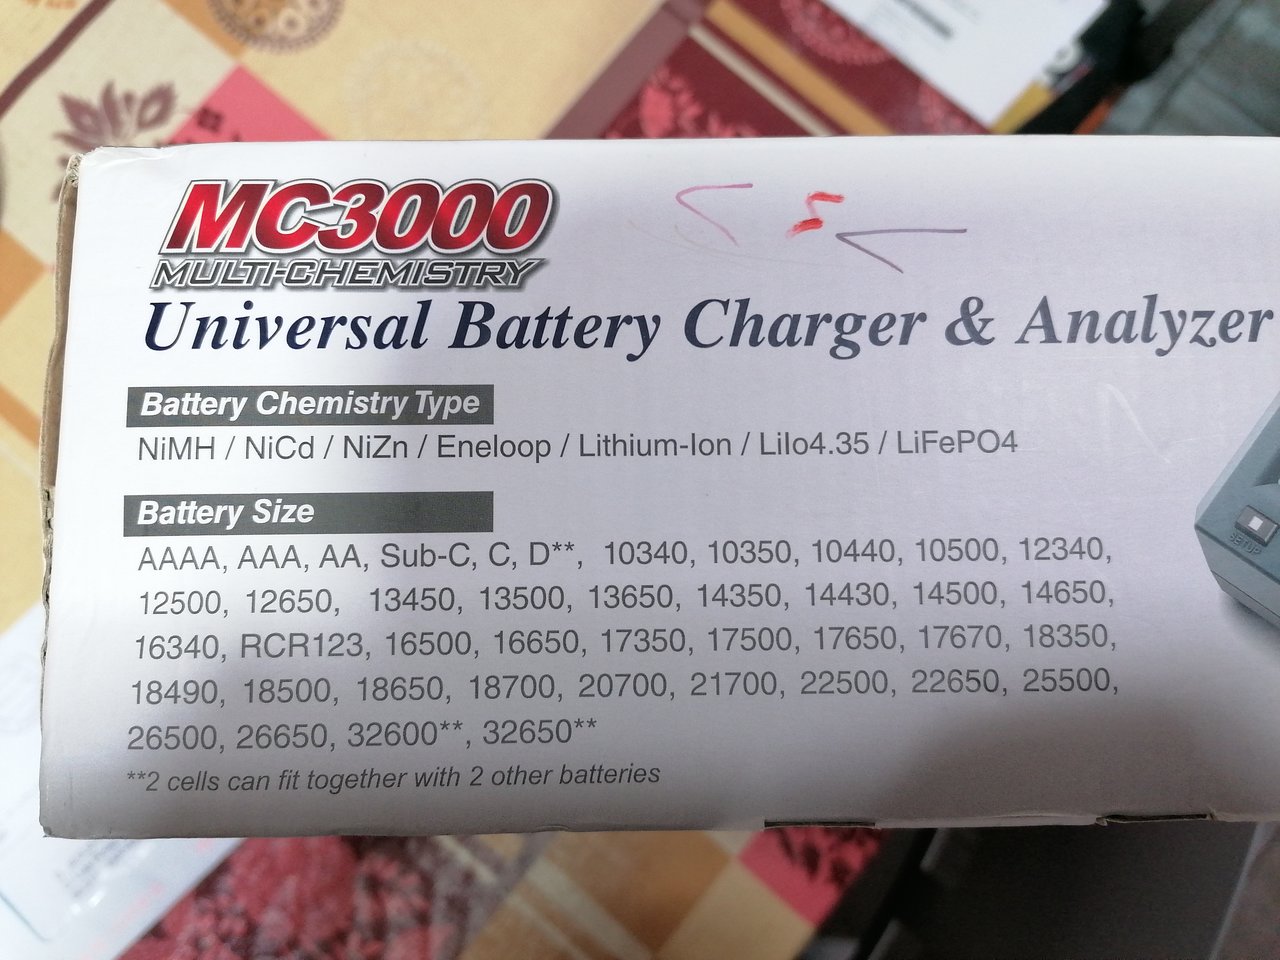 MC3000
MULTI-CHEMISTRY
Universal Battery Charger & Analyzer
Battery Chemistry Type
NiMH / NiCd / NiZn / Eneloop / Lithium-Ion / LiIo4.35 / LiFePO4
Battery Size
AAAA, AAA, AA, Sub-C, C, D**, 10340, 10350, 10440, 10500, 12340,
12500, 12650, 13450, 13500, 13650, 14350, 14430, 14500, 14650,
16340, RCR123, 16500, 16650, 17350, 17500, 17650, 17670, 18350,
18490, 18500, 18650, 18700, 20700, 21700, 22500, 22650, 25500,
26500, 26650, 32600**, 32650**
**2 cells can fit together with 2 other batteries
SETUP